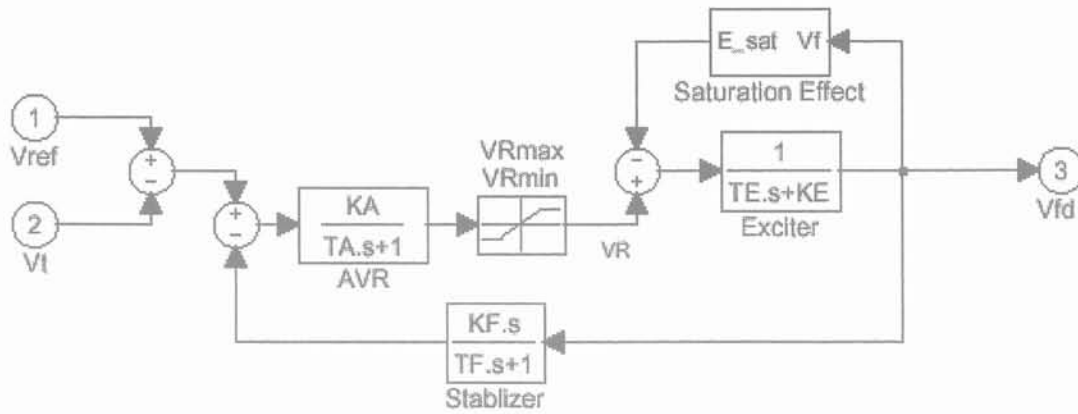 E_sat Vf
Saturation Effect
1
Vref
+
−
2
Vt
+
−
KA
TA.s+1
AVR
VRmax
VRmin
VR
−
+
1
TE.s+KE
Exciter
3
Vfd
KF.s
TF.s+1
Stablizer